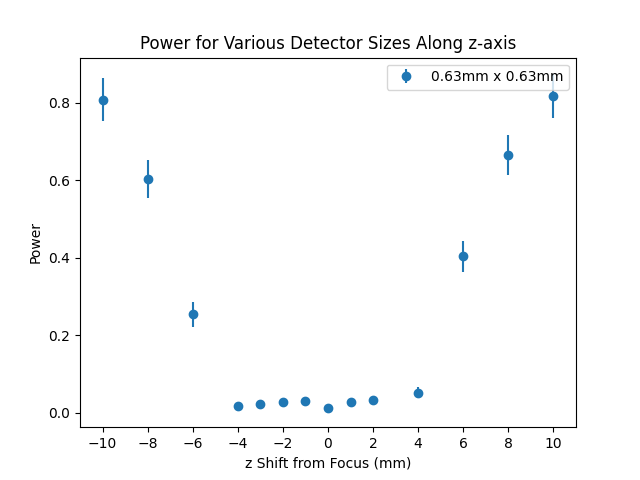 Power for Various Detector Sizes Along z-axis
0.63mm x 0.63mm
0.8
0.6
0.4
0.2
0.0
Power
−10 −8 −6 −4 −2 0 2 4 6 8 10
z Shift from Focus (mm)